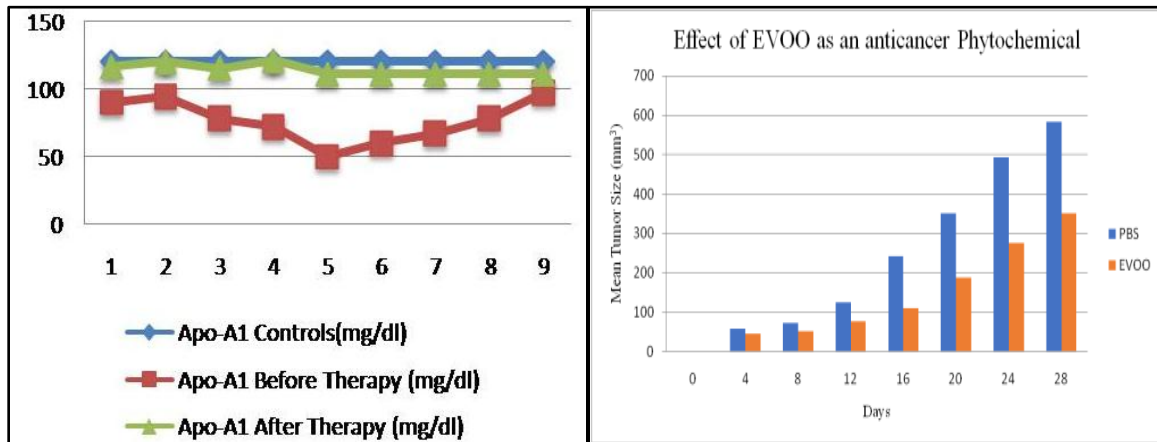 150
100
50
0
1 2 3 4 5 6 7 8 9
Apo-A1 Controls(mg/dl)
Apo-A1 Before Therapy (mg/dl)
Apo-A1 After Therapy (mg/dl)
Effect of EVOO as an anticancer Phytochemical
Mean Tumor Size (mm³)
700
600
500
400
300
200
100
0
0 4 8 12 16 20 24 28
Days
PBS
EVOO